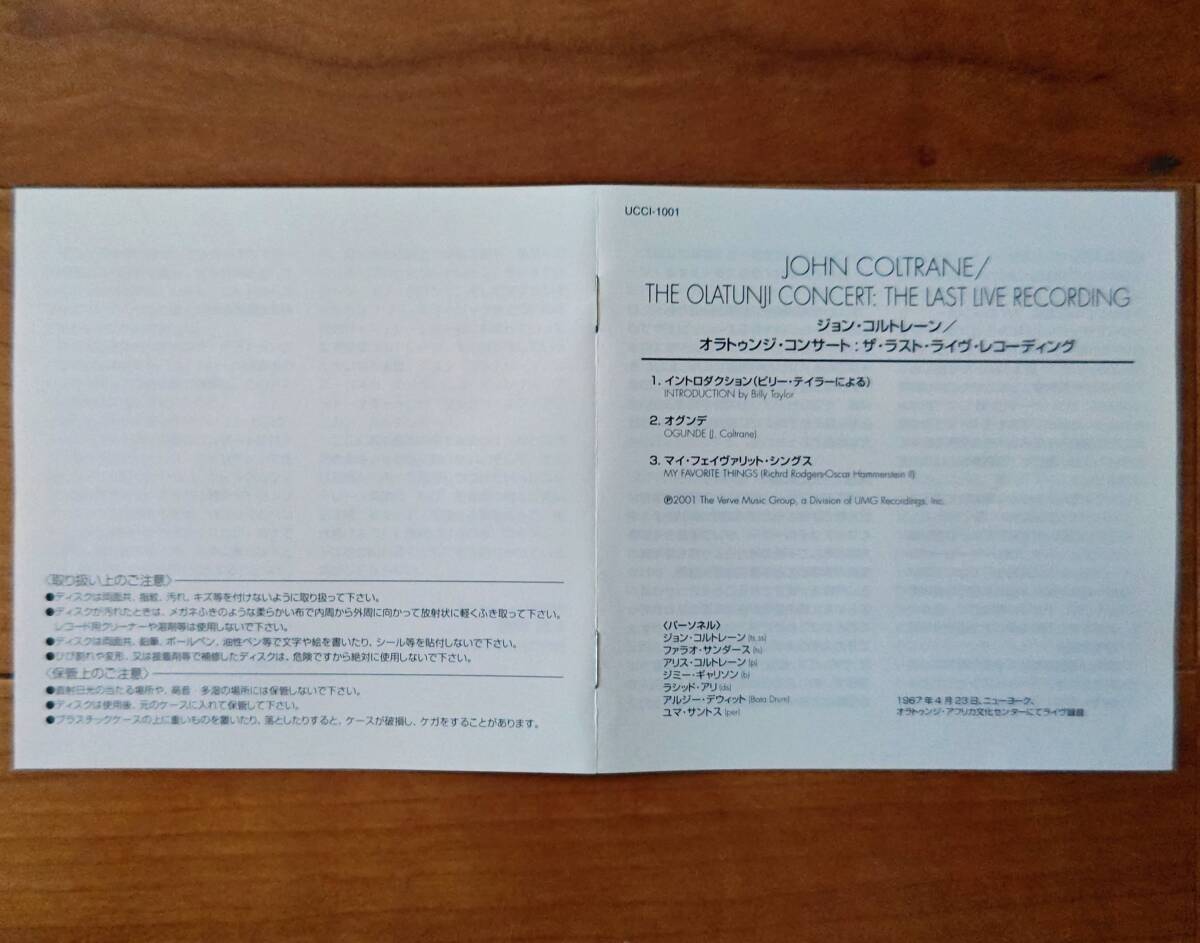 〈取り扱い上のご注意〉
●ディスクは両面共、指紋、汚れ、キズ等を付けないように取り扱って下さい。
●ディスクが汚れたときは、メガネふきのような柔らかい布で内周から外周に向かって放射状に軽くふき取って下さい。
レコード用クリーナーや溶剤等は使用しないで下さい。
●ディスクは両面共、鉛筆、ボールペン、油性ペン等で文字や絵を書いたり、シール等を貼付しないで下さい。
●ひび割れや変形、又は接着剤等で補修したディスクは、危険ですから絶対に使用しないで下さい。
〈保管上のご注意〉
●直射日光の当たる場所や、高温・多湿の場所には保管しないで下さい。
●ディスクは使用後、元のケースに入れて保管して下さい。
●プラスチックケースの上に重いものを置いたり、落としたりすると、ケースが破損し、ケガをすることがあります。
UCCI-1001
JOHN COLTRANE/
THE OLATUNJI CONCERT: THE LAST LIVE RECORDING
ジョン・コルトレーン/
オラトゥンジ・コンサート:ザ・ラスト・ライヴ・レコーディング
1. イントロダクション(ビリー・テイラーによる)
INTRODUCTION by Billy Taylor
2. オグンデ
OGUNDE (J. Coltrane)
3. マイ・フェイヴァリット・シングス
MY FAVORITE THINGS (Richrd Rodgers-Oscar Hammerstein II)
℗2001 The Verve Music Group, a Division of UMG Recordings, Inc.
〈パーソネル〉
ジョン・コルトレーン (ts, ss)
ファラオ・サンダース (ts)
アリス・コルトレーン (p)
ジミー・ギャリソン (b)
ラシッド・アリ (ds)
アルジー・デウィット (Bata Drum)
ユマ・サントス (per)
1967年4月23日、ニューヨーク、
オラトゥンジ・アフリカ文化センターにてライヴ録音